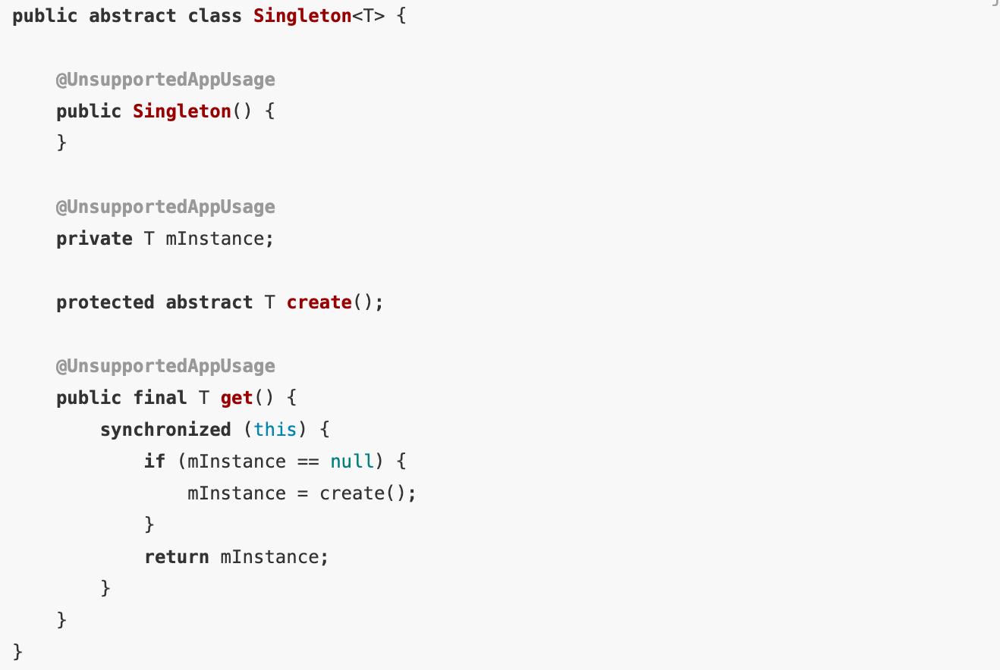 public abstract class Singleton<T> {
@UnsupportedAppUsage
public Singleton() {
}
@UnsupportedAppUsage
private T mInstance;
protected abstract T create();
@UnsupportedAppUsage
public final T get() {
synchronized (this) {
if (mInstance == null) {
mInstance = create();
}
return mInstance;
}
}
}